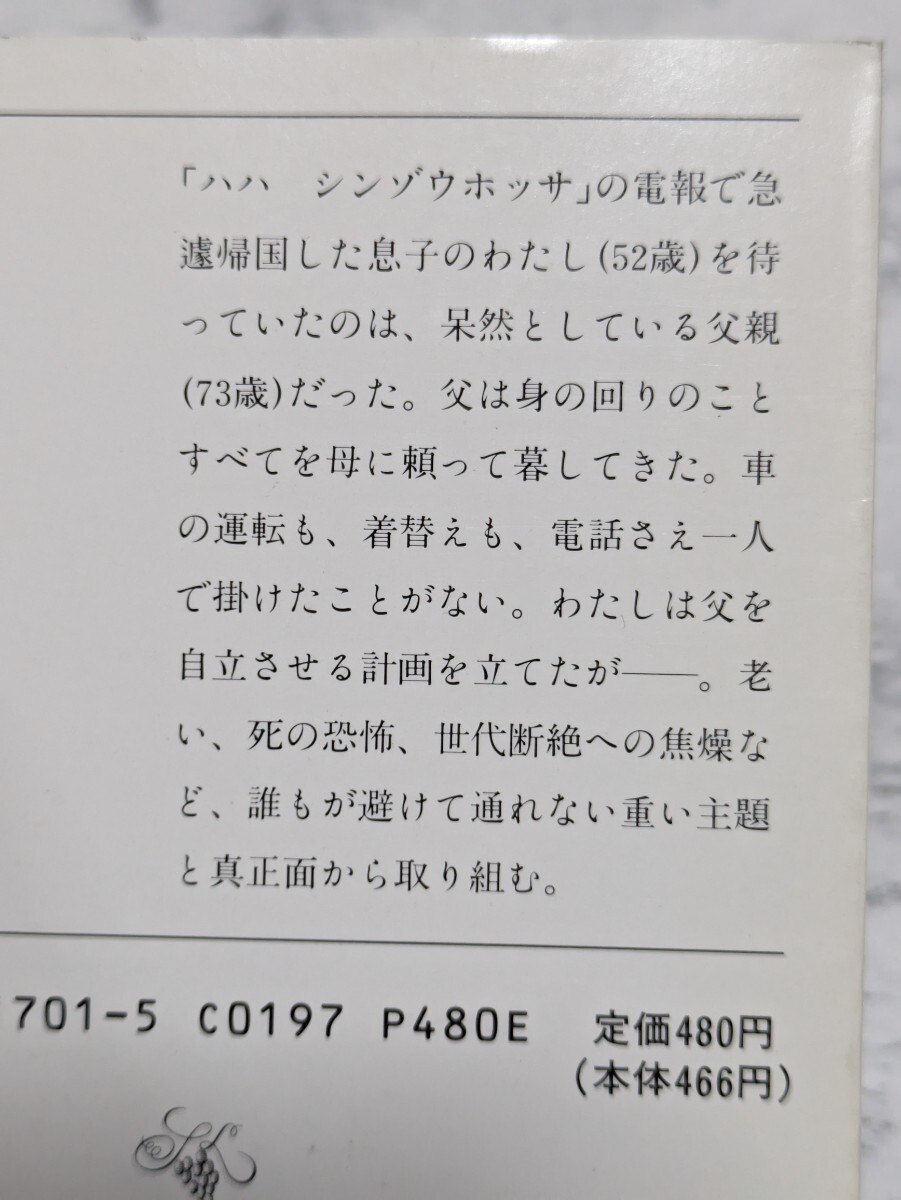 「ハハ　シンゾウホッサ」の電報で急
遽帰国した息子のわたし(52歳)を待
っていたのは、呆然としている父親
(73歳)だった。父は身の回りのこと
すべてを母に頼って暮してきた。車
の運転も、着替えも、電話さえ一人
で掛けたことがない。わたしは父を
自立させる計画を立てたが――。老
い、死の恐怖、世代断絶への焦燥な
ど、誰もが避けて通れない重い主題
と真正面から取り組む。
701-5 C0197 P480E 定価480円
(本体466円)